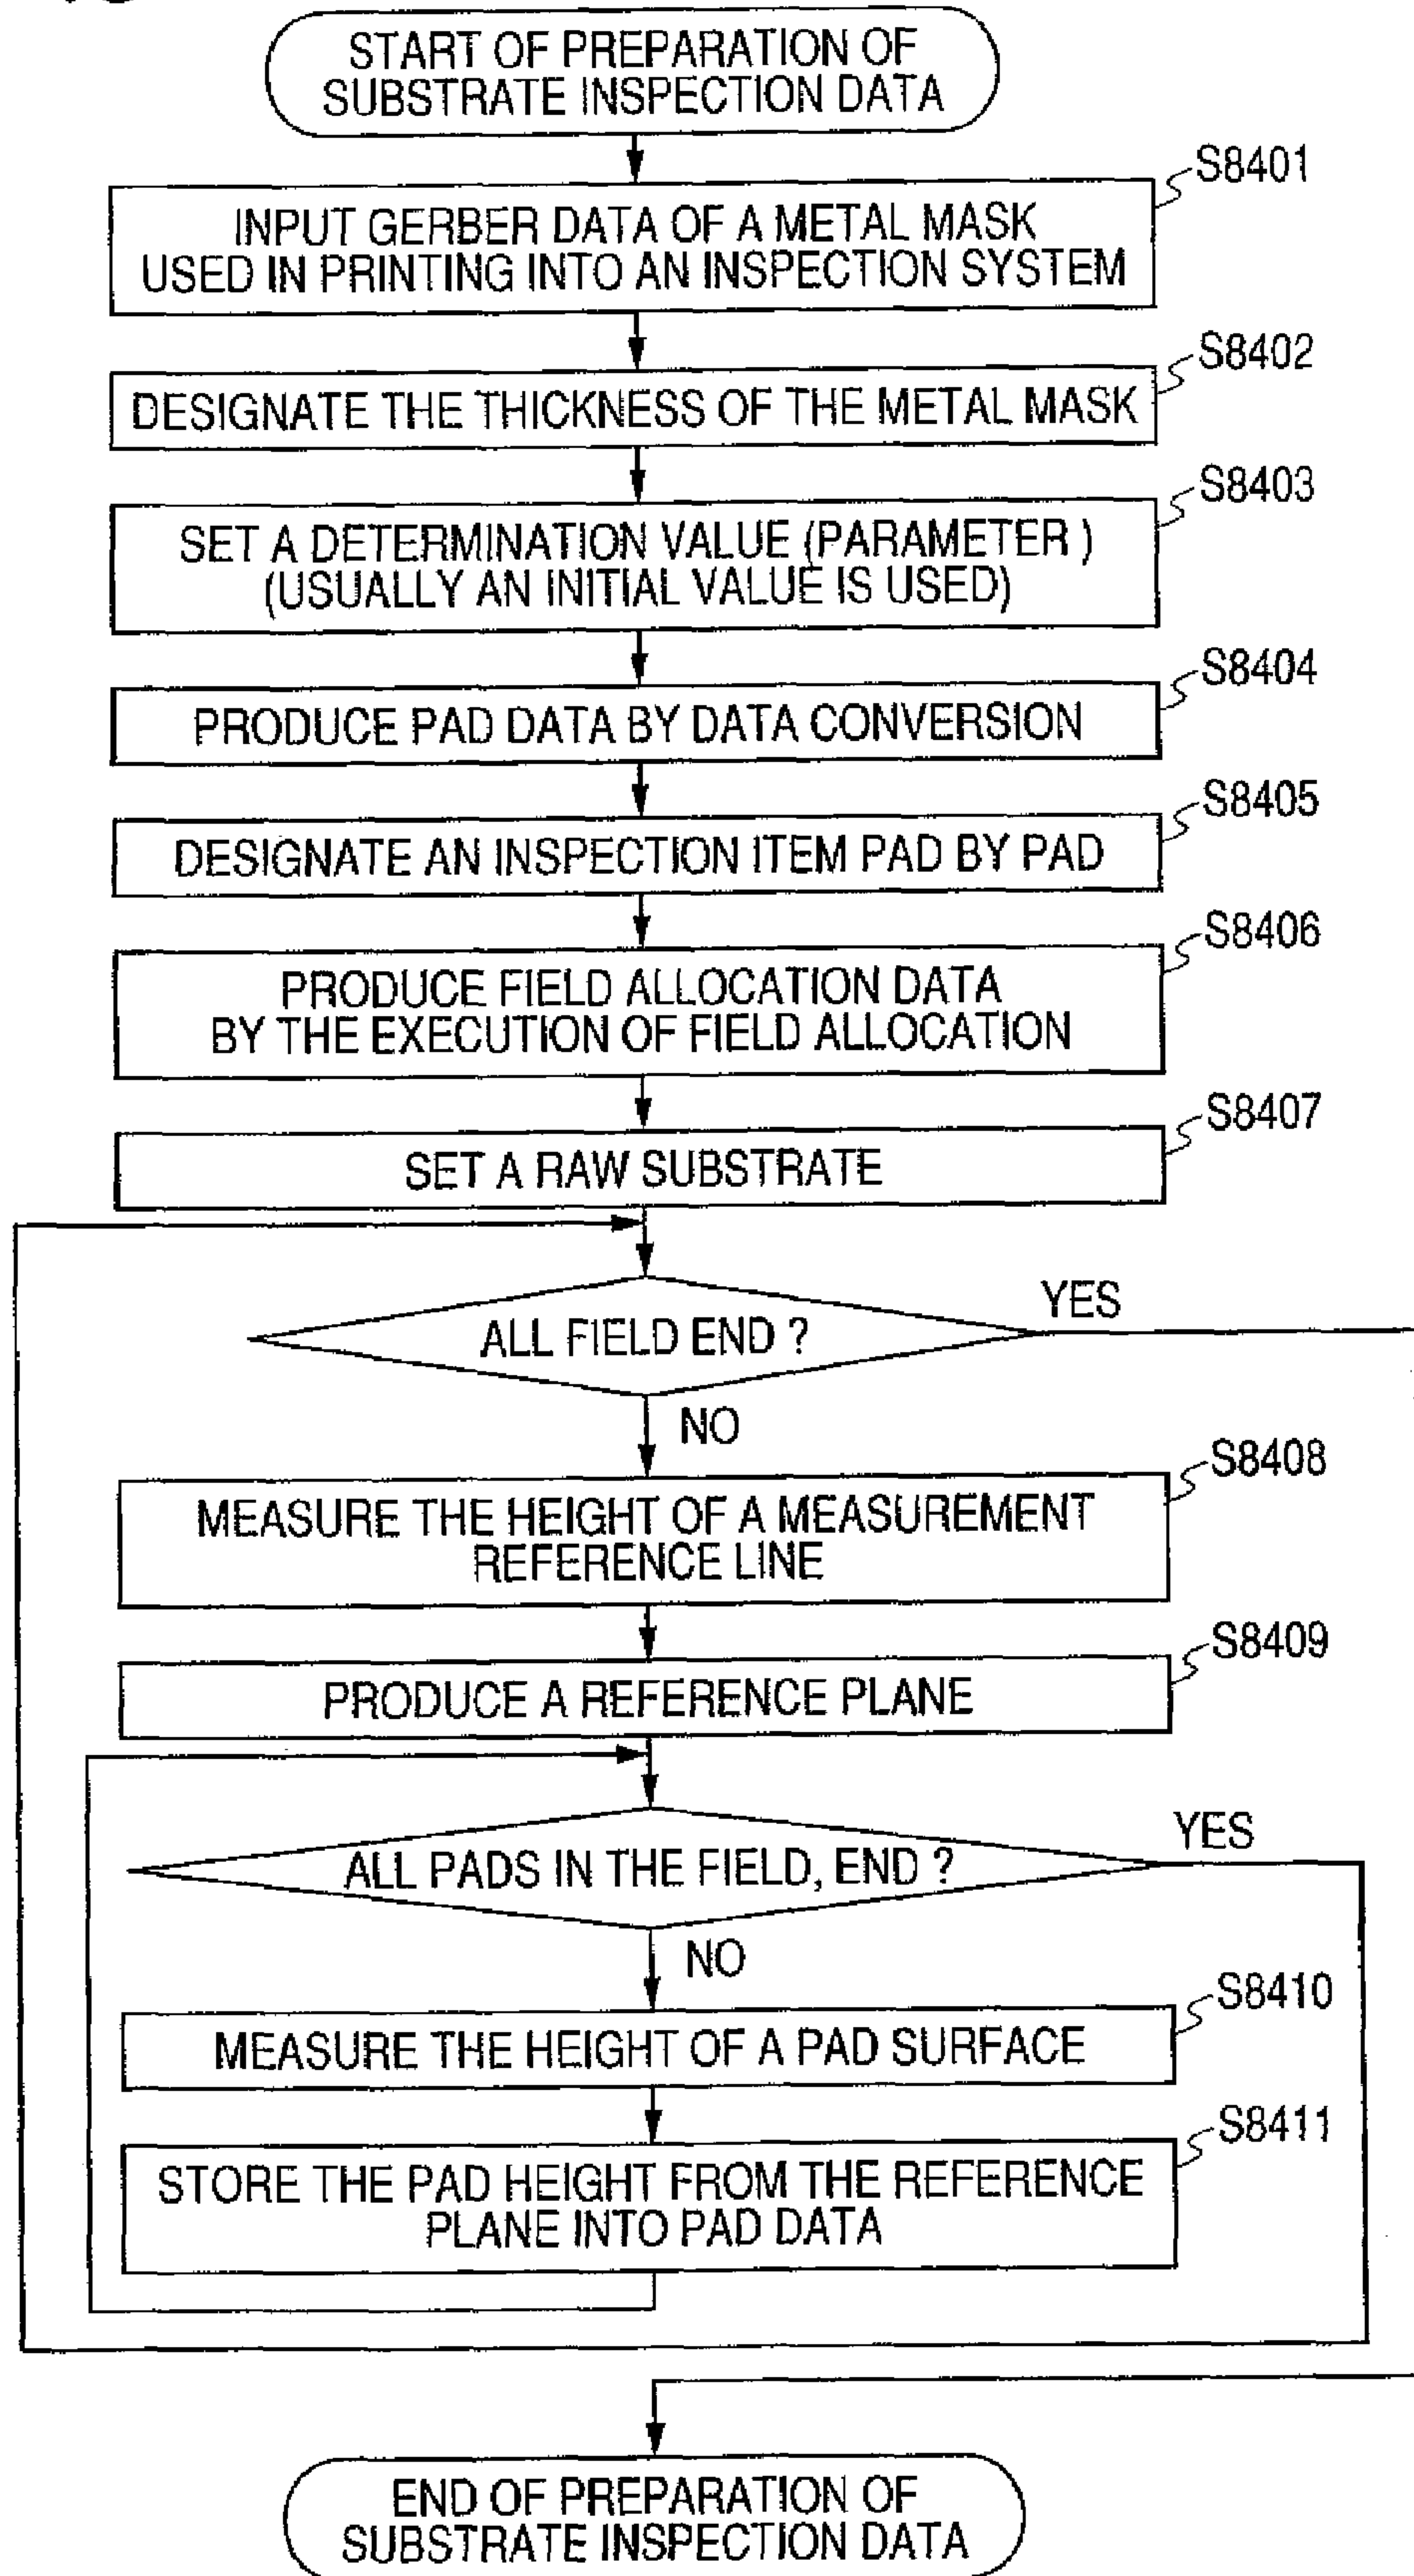 START OF PREPARATION OF
SUBSTRATE INSPECTION DATA
S8401
INPUT GERBER DATA OF A METAL MASK
USED IN PRINTING INTO AN INSPECTION SYSTEM
S8402
DESIGNATE THE THICKNESS OF THE METAL MASK
S8403
SET A DETERMINATION VALUE (PARAMETER )
(USUALLY AN INITIAL VALUE IS USED)
S8404
PRODUCE PAD DATA BY DATA CONVERSION
S8405
DESIGNATE AN INSPECTION ITEM PAD BY PAD
S8406
PRODUCE FIELD ALLOCATION DATA
BY THE EXECUTION OF FIELD ALLOCATION
S8407
SET A RAW SUBSTRATE
YES
ALL FIELD END ?
NO
S8408
MEASURE THE HEIGHT OF A MEASUREMENT
REFERENCE LINE
S8409
PRODUCE A REFERENCE PLANE
YES
ALL PADS IN THE FIELD, END ?
NO
S8410
MEASURE THE HEIGHT OF A PAD SURFACE
S8411
STORE THE PAD HEIGHT FROM THE REFERENCE
PLANE INTO PAD DATA
END OF PREPARATION OF
SUBSTRATE INSPECTION DATA